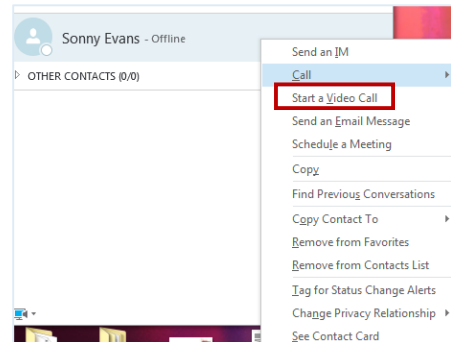 Sonny Evans - Offline
OTHER CONTACTS (0/0)
Send an IM
Call
Start a Video Call
Send an Email Message
Schedule a Meeting
Copy
Find Previous Conversations
Copy Contact To
Remove from Favorites
Remove from Contacts List
Tag for Status Change Alerts
Change Privacy Relationship
See Contact Card